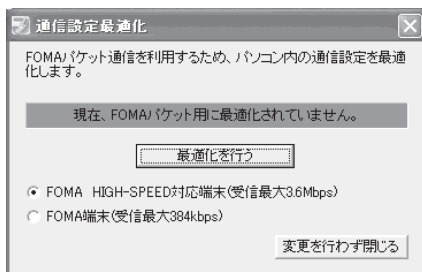 通信設定最適化
FOMAパケット通信を利用するため、パソコン内の通信設定を最適
化します。
現在、FOMAパケット用に最適化されていません。
最適化を行う
FOMA HIGH-SPEED対応端末(受信最大3.6Mbps)
FOMA端末(受信最大384kbps)
変更を行わず閉じる